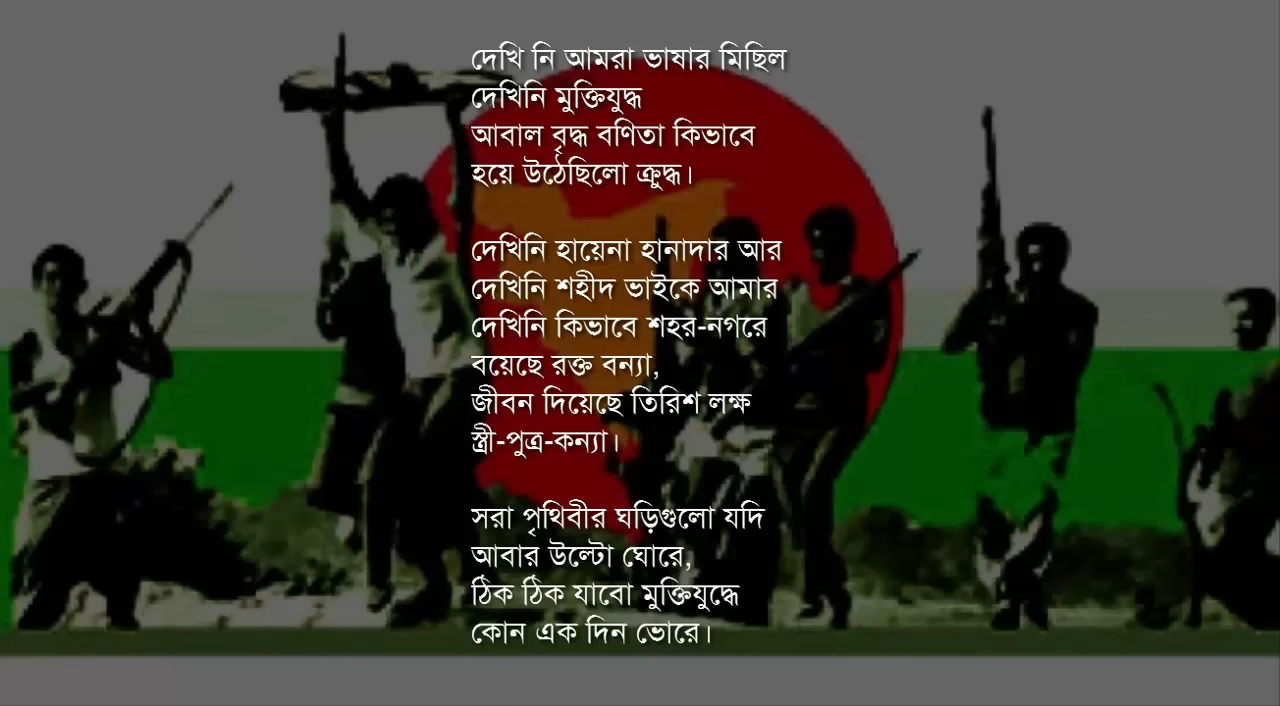 দেখি নি আমরা ভাষার মিছিল
দেখিনি মুক্তিযুদ্ধ
আবাল বৃদ্ধ বণিতা কিভাবে
হয়ে উঠেছিলো ক্রুদ্ধ।
দেখিনি হায়েনা হানাদার আর
দেখিনি শহীদ ভাইকে আমার
দেখিনি কিভাবে শহর-নগরে
বয়েছে রক্ত বন্যা,
জীবন দিয়েছে তিরিশ লক্ষ
স্ত্রী-পুত্র-কন্যা।
সরা পৃথিবীর ঘড়িগুলো যদি
আবার উল্টো ঘোরে,
ঠিক ঠিক যাবো মুক্তিযুদ্ধে
কোন এক দিন ভোরে।